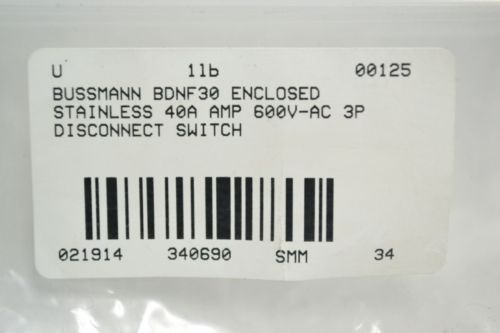 U 1lb 00125
BUSSMANN BDNF30 ENCLOSED
STAINLESS 40A AMP 600V-AC 3P
DISCONNECT SWITCH
021914 340690 SMM 34